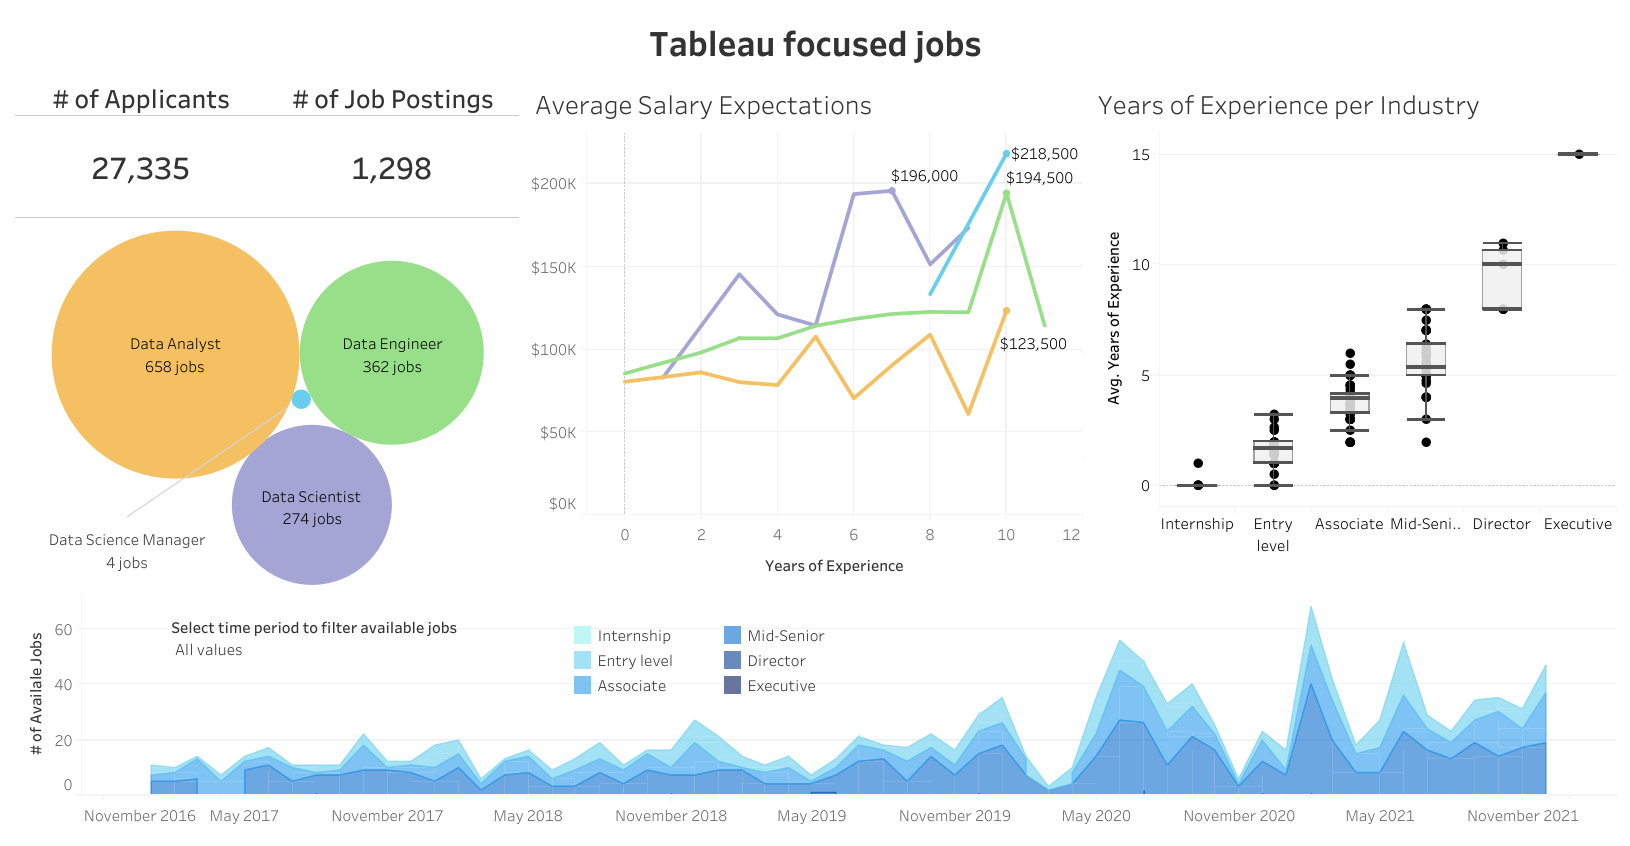 Tableau focused jobs
# of Applicants
# of Job Postings
27,335
1,298
Data Analyst
658 jobs
Data Engineer
362 jobs
Data Scientist
274 jobs
Data Science Manager
4 jobs
Average Salary Expectations
$200K
$150K
$100K
$50K
$0K
$196,000
$218,500
$194,500
$123,500
0 2 4 6 8 10 12
Years of Experience
Years of Experience per Industry
Avg. Years of Experience
15
10
5
0
Internship
Entry level
Associate
Mid-Seni..
Director
Executive
# of Availale Jobs
60
40
20
0
Select time period to filter available jobs
All values
Internship
Entry level
Associate
Mid-Senior
Director
Executive
November 2016 May 2017 November 2017 May 2018 November 2018 May 2019 November 2019 May 2020 November 2020 May 2021 November 2021